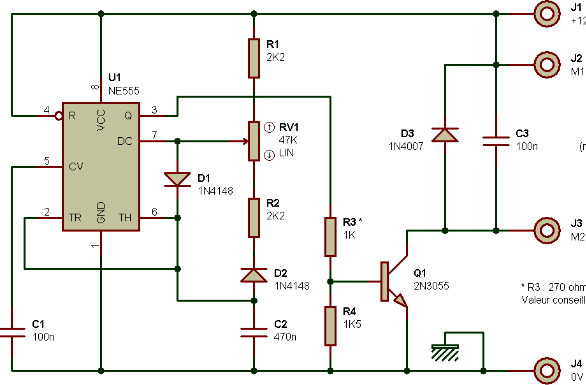 J1
+12
R1
2K2
J2
M1
U1
NE555
8
4
R
VCC
Q
3
RV1
47K
LIN
D3
1N4007
C3
100n
DC
7
5
CV
D1
1N4148
R2
2K2
2
TR
GND
TH
6
R3 *
1K
J3
M2
1
D2
1N4148
Q1
2N3055
* R3 : 270 ohm
Valeur conseill
C1
100n
C2
470n
R4
1K5
J4
0V